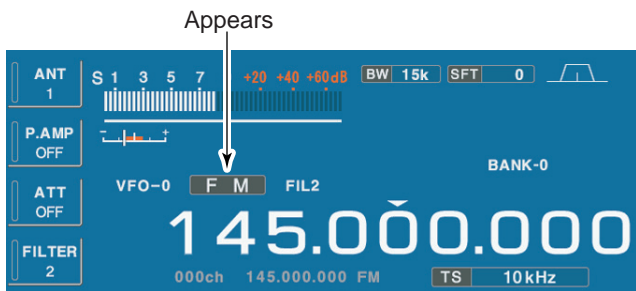 Appears
ANT
1
S 1 3 5 7 +20 +40 +60dB
BW 15k SFT 0
P.AMP
OFF
- +
BANK-0
ATT
OFF
VFO-0 FM FIL2
145.000.000
FILTER
2
000ch 145.000.000 FM
TS 10kHz